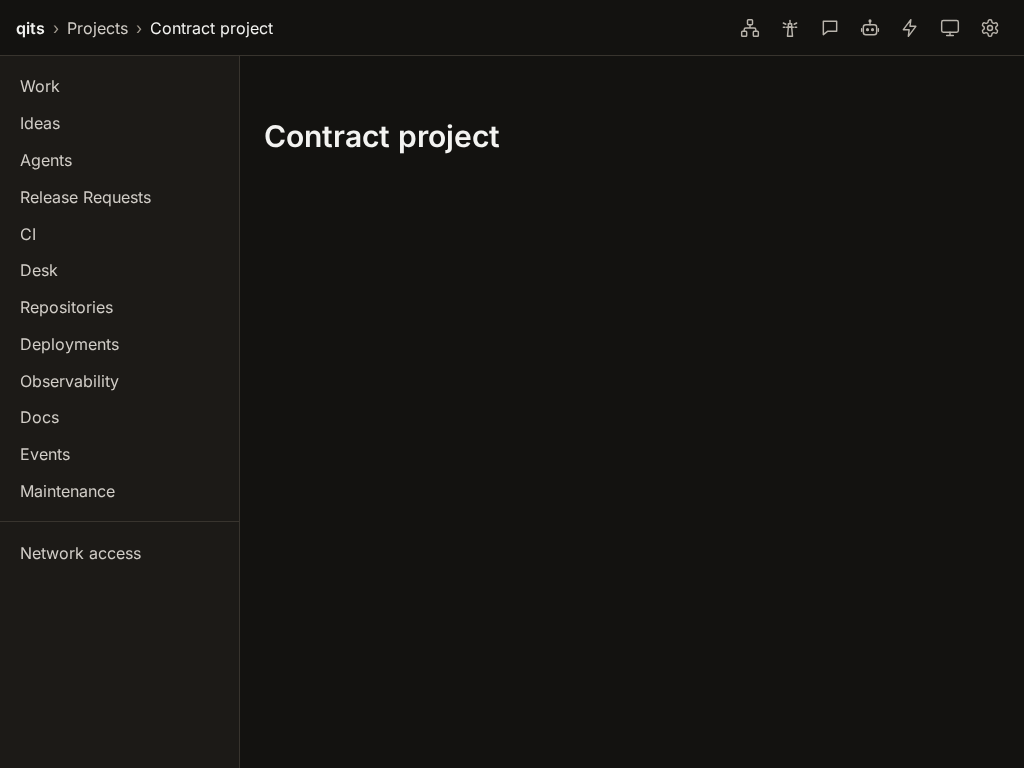 qits › Projects › Contract project
Work
Ideas
Agents
Release Requests
CI
Desk
Repositories
Deployments
Observability
Docs
Events
Maintenance
Network access
Contract project